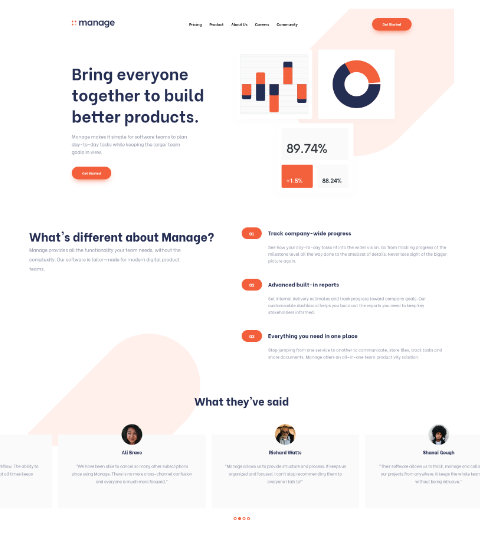 manage
Pricing Product About Us Careers Community
Get Started
Bring everyone
together to build
better products.
Manage makes it simple for software teams to plan
day-to-day tasks while keeping the larger team
goals in view.
Get Started
89.74%
+1.5%
88.24%
What's different about Manage?
Manage provides all the functionality your team needs, without the
complexity. Our software is tailor-made for modern digital product
teams.
01
Track company-wide progress
See how your day-to-day tasks fit into the wider vision. Go from tracking progress at the
milestone level all the way done to the smallest of details. Never lose sight of the bigger
picture again.
02
Advanced built-in reports
Set internal delivery estimates and track progress toward company goals. Our
customisable dashboard helps you build out the reports you need to keep key
stakeholders informed.
03
Everything you need in one place
Stop jumping from one service to another to communicate, store files, track tasks and
share documents. Manage offers an all-in-one team productivity solution.
What they've said
Ali Bravo
"We have been able to cancel so many other subscriptions
since using Manage. There is no more cross-channel confusion
and everyone is much more focused."
Richard Watts
"Manage allows us to provide structure and process. It keeps us
organized and focused. I can't stop recommending them to
everyone I talk to!"
Shanai Gough
"Their software allows us to track, manage and
our projects from anywhere. It keeps the whole
without being intrusive."